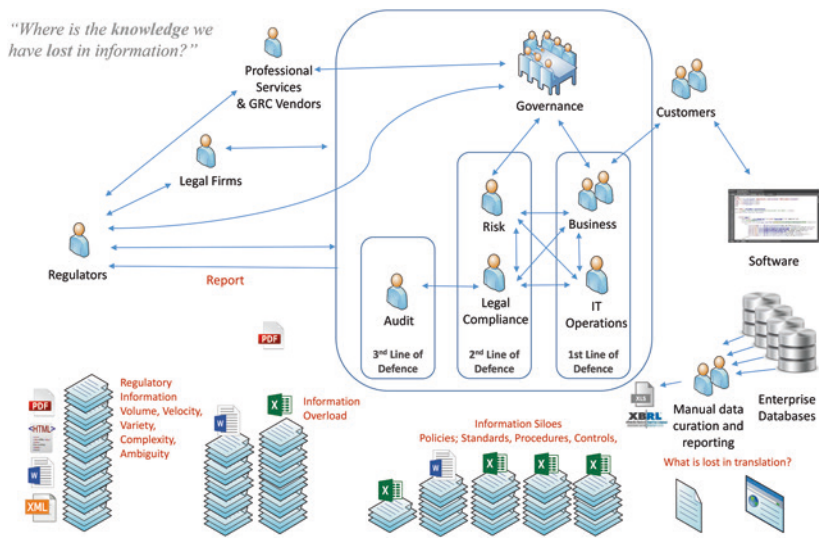 “Where is the knowledge we
have lost in information?”
Professional
Services
& GRC Vendors
Governance
Customers
Legal Firms
Risk
Business
Software
Regulators
Report
Audit
Legal
Compliance
IT
Operations
3nd Line of
Defence
2nd Line of
Defence
1st Line of
Defence
PDF
Regulatory
Information
Volume, Velocity,
Variety,
Complexity,
Ambiguity
PDF
<HTML>
W
XML
W
X
Information
Overload
Information Siloes
Policies; Standards, Procedures, Controls,
X
W
X
X
X
XLS
XBRL
Manual data
curation and
reporting
Enterprise
Databases
What is lost in translation?